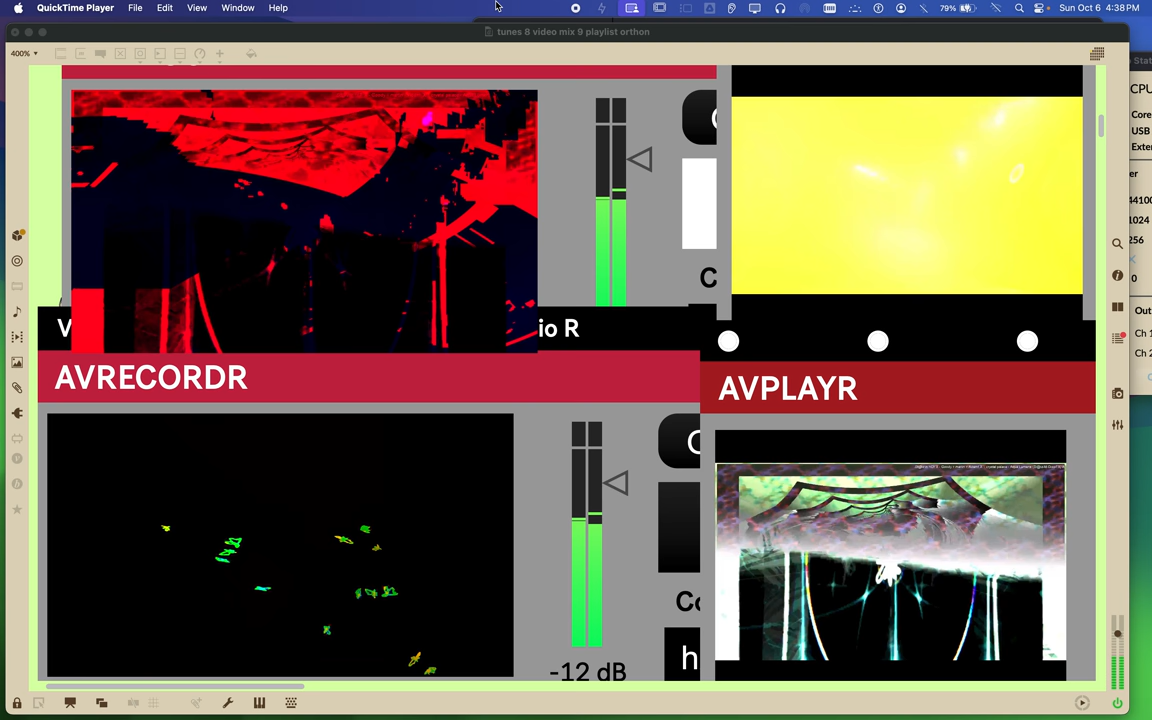 QuickTime Player File Edit View Window Help
79% Sun Oct 6 4:38 PM
tunes 8 video mix 9 playlist orthon
Stat
400%
CPU
Core
USB
Exter
er
44100
1024
256
0
Out
Ch 1
Ch 2
C
V
io R
AVRECORDR
AVPLAYR
C
Co
h
-12 dB